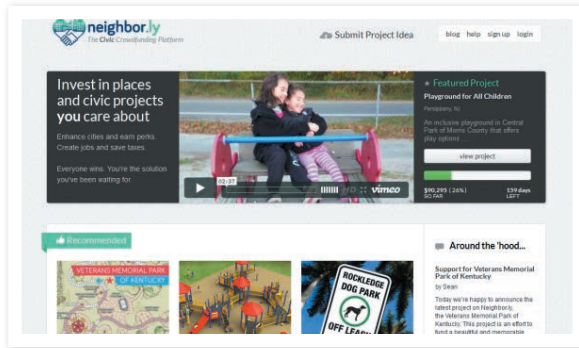 neighbor.ly
The Civic Crowdfunding Platform
Submit Project Idea
blog help sign up login
Invest in places
and civic projects
you care about
Enhance cities and earn perks.
Create jobs and save taxes.
Everyone wins. You're the solution
you've been waiting for.
02:37
HD vimeo
★ Featured Project
Playground for All Children
Parsippany, NJ
An inclusive playground in Central
Park of Morris County that offers
play options
view project
$90,295 (26%)
SO FAR
159 days
LEFT
Recommended
VETERANS MEMORIAL PARK
OF KENTUCKY
ROCKLEDGE
DOG PARK
OFF LEASH
Around the 'hood...
Support for Veterans Memorial
Park of Kentucky
by Sean
Today we're happy to announce the
latest project on Neighbor.ly,
the Veterans Memorial Park of
Kentucky. This project is an effort to
fund a beautiful and memorable